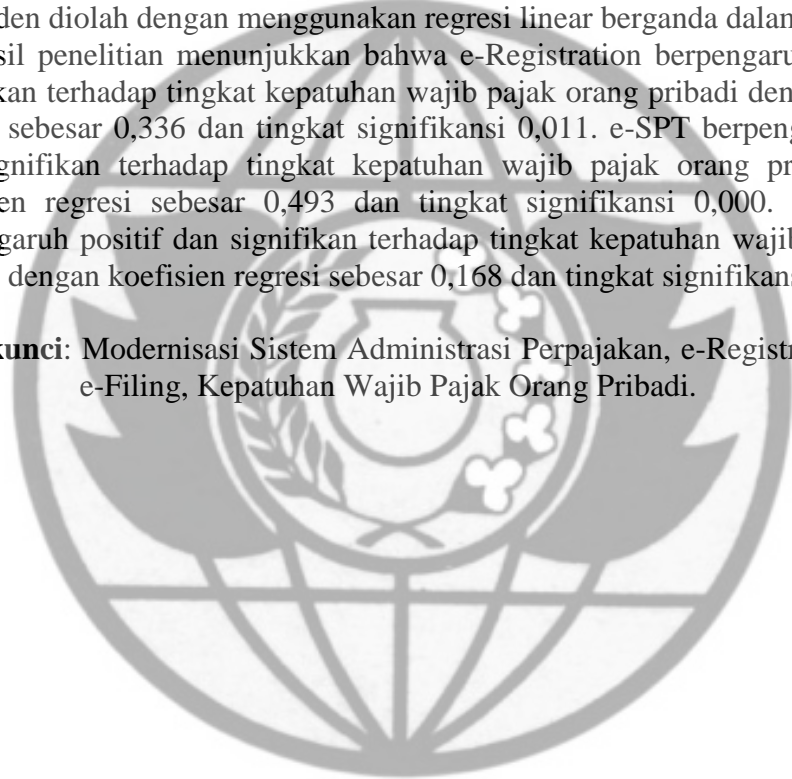 den diolah dengan menggunakan regresi linear berganda dalam
sil penelitian menunjukkan bahwa e-Registration berpengaru
kan terhadap tingkat kepatuhan wajib pajak orang pribadi den
sebesar 0,336 dan tingkat signifikansi 0,011. e-SPT berpeng
gnifikan terhadap tingkat kepatuhan wajib pajak orang pr
en regresi sebesar 0,493 dan tingkat signifikansi 0,000.
garuh positif dan signifikan terhadap tingkat kepatuhan wajib
dengan koefisien regresi sebesar 0,168 dan tingkat signifikans
kunci: Modernisasi Sistem Administrasi Perpajakan, e-Registr
e-Filing, Kepatuhan Wajib Pajak Orang Pribadi.